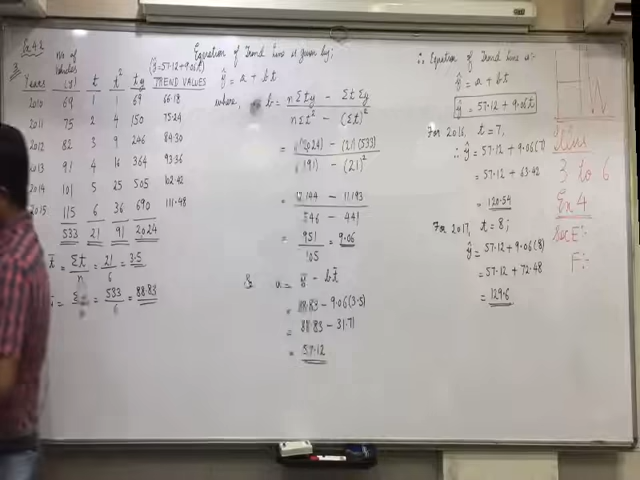 Ex 4.2
3.
No of Vehicles
Years (y) t t² ty (ŷ=57.12+9.06t) TREND VALUES
2010 69 1 1 69 66.18
2011 75 2 4 150 75.24
2012 82 3 9 246 84.30
2013 91 4 16 364 93.36
2014 101 5 25 505 102.42
2015 115 6 36 690 111.48
533 21 91 2024
t̄ = Σt/n = 21/6 = 3.5
= 533/6 = 88.83
Equation of Trend Line is given by;
ŷ = a + bt
where, b = (nΣty - Σt Σy) / (nΣt² - (Σt)²)
= (6(2024) - (21)(533)) / (6(91) - (21)²)
= (12144 - 11193) / (546 - 441)
= 951/105 = 9.06
& a = ȳ - bt̄
= 88.83 - 9.06(3.5)
= 88.83 - 31.71
= 57.12
∴ Equation of Trend Line is:-
ŷ = a + bt
ŷ = 57.12 + 9.06t
For 2016, t = 7,
∴ ŷ = 57.12 + 9.06(7)
= 57.12 + 63.42
= 120.54
For 2017, t = 8;
ŷ = 57.12 + 9.06(8)
= 57.12 + 72.48
= 129.6
HW
3 to 6
Ex 4
Sec E:-
F:-